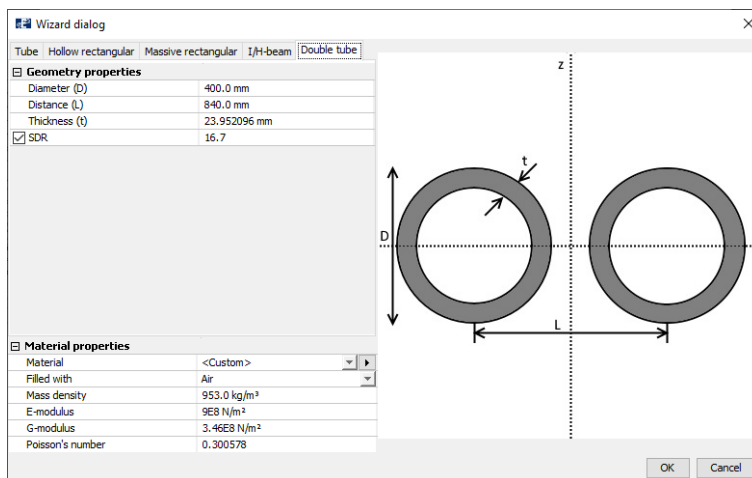 Wizard dialog
Tube Hollow rectangular Massive rectangular I/H-beam Double tube
Geometry properties
Diameter (D) 400.0 mm
Distance (L) 840.0 mm
Thickness (t) 23.952096 mm
SDR 16.7
z
t
D
L
Material properties
Material <Custom>
Filled with Air
Mass density 953.0 kg/m³
E-modulus 9E8 N/m²
G-modulus 3.46E8 N/m²
Poisson's number 0.300578
OK Cancel